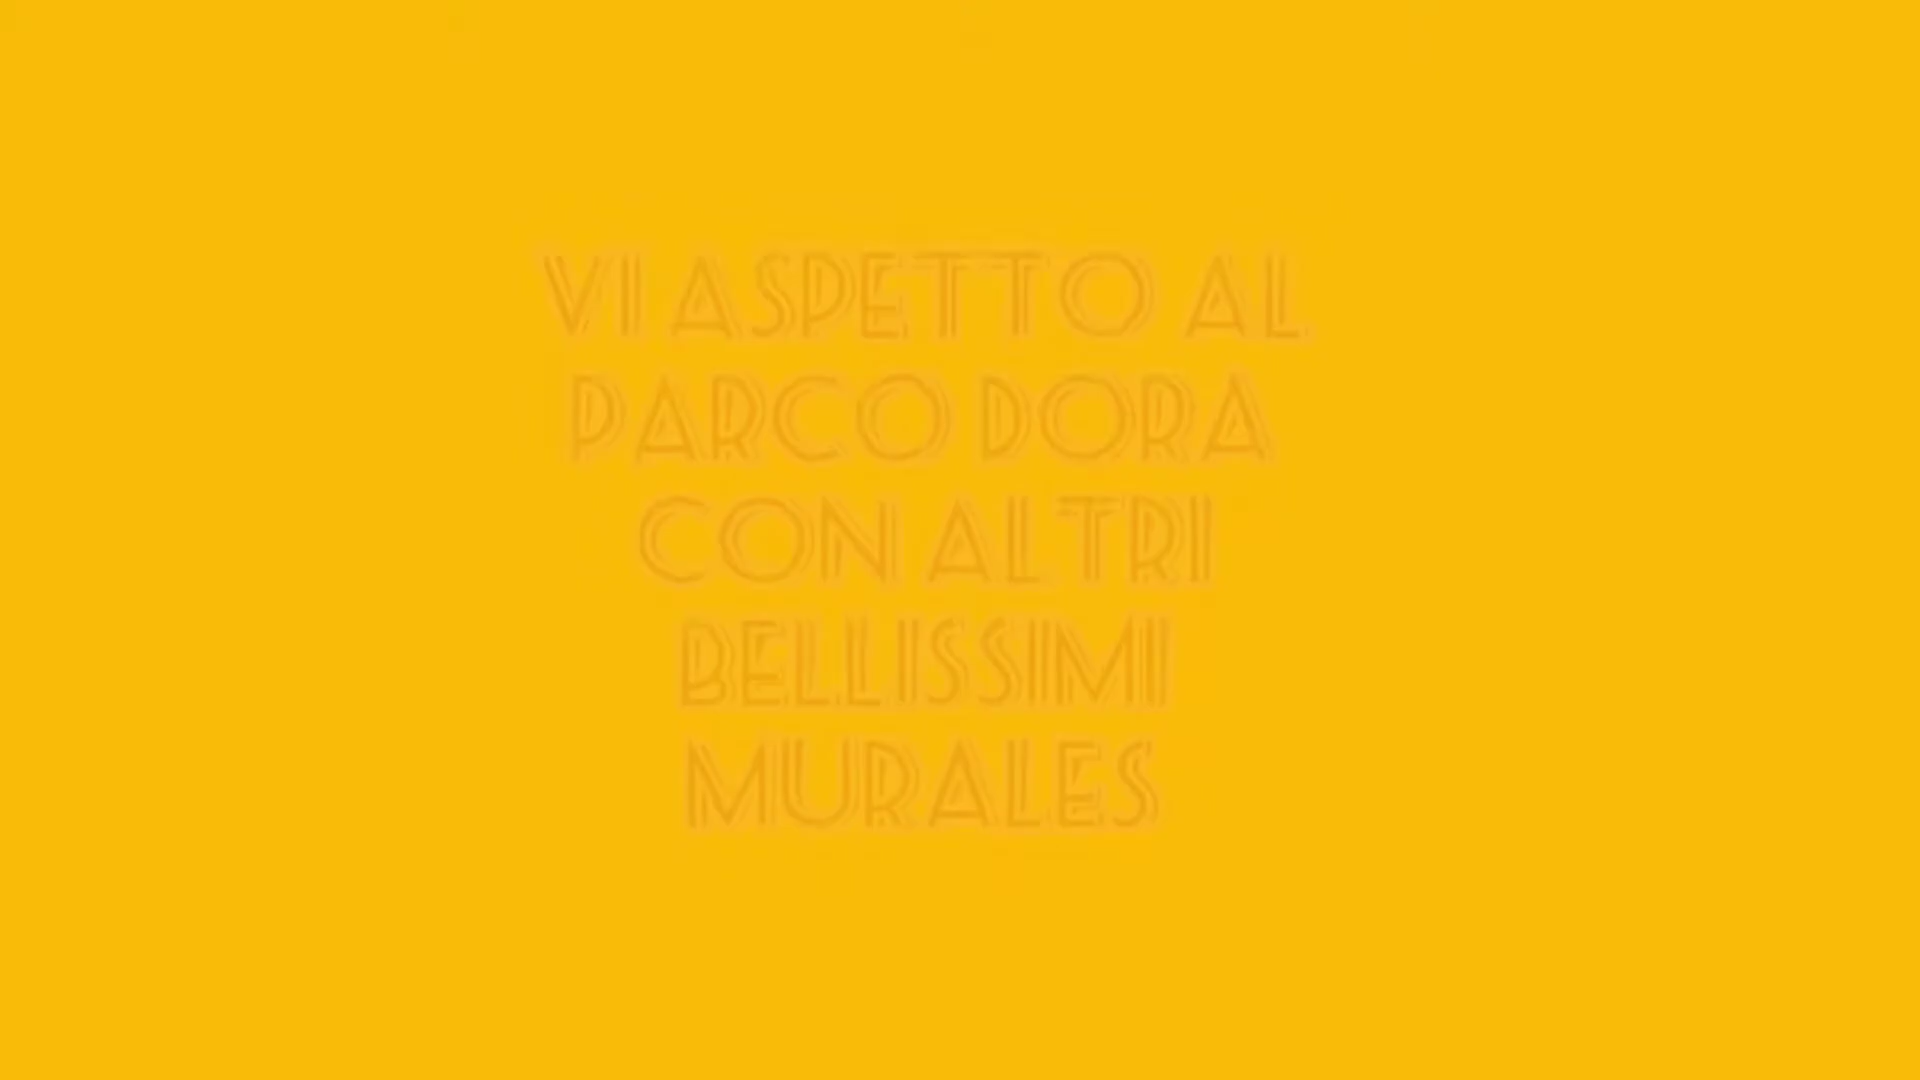 VI ASPETTO AL
PARCO DORA
CON ALTRI
BELLISSIMI
MURALES